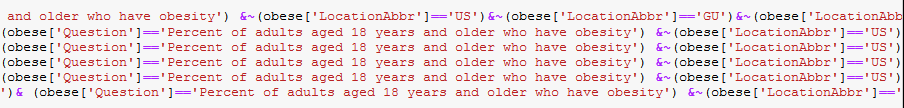 and older who have obesity') &~(obese['LocationAbbr']=='US')&~(obese['LocationAbbr']=='GU')&~(obese['LocationAbb
(obese['Question']=='Percent of adults aged 18 years and older who have obesity') &~(obese['LocationAbbr']=='US')
(obese['Question']=='Percent of adults aged 18 years and older who have obesity') &~(obese['LocationAbbr']=='US')
(obese['Question']=='Percent of adults aged 18 years and older who have obesity') &~(obese['LocationAbbr']=='US')
(obese['Question']=='Percent of adults aged 18 years and older who have obesity') &~(obese['LocationAbbr']=='US')
')& (obese['Question']=='Percent of adults aged 18 years and older who have obesity') &~(obese['LocationAbbr']=='